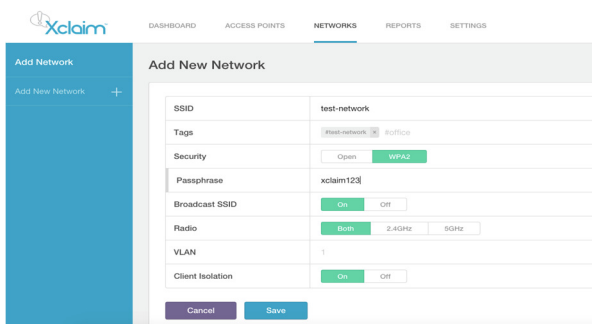 Xclaim
DASHBOARD ACCESS POINTS NETWORKS REPORTS SETTINGS
Add Network
Add New Network +
Add New Network
SSID test-network
Tags #test-network × #office
Security Open WPA2
Passphrase xclaim123
Broadcast SSID On Off
Radio Both 2.4GHz 5GHz
VLAN 1
Client Isolation On Off
Cancel Save